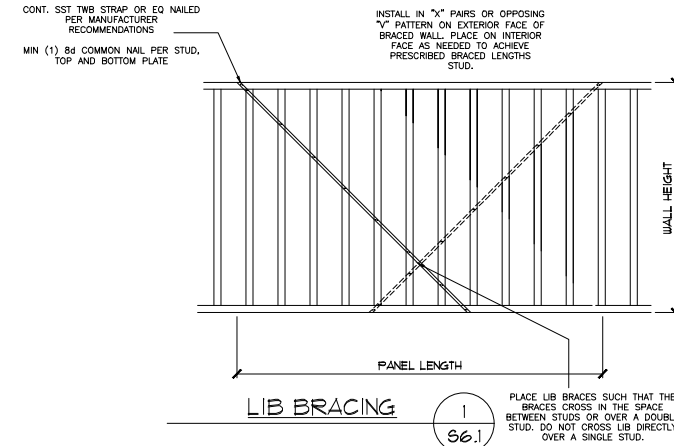 CONT. SST TWB STRAP OR EQ NAILED
PER MANUFACTURER
RECOMMENDATIONS
MIN (1) 8d COMMON NAIL PER STUD,
TOP AND BOTTOM PLATE
INSTALL IN "X" PAIRS OR OPPOSING
"V" PATTERN ON EXTERIOR FACE OF
BRACED WALL. PLACE ON INTERIOR
FACE AS NEEDED TO ACHIEVE
PRESCRIBED BRACED LENGTHS
STUD.
WALL HEIGHT
PANEL LENGTH
LIB BRACING
1
S6.1
PLACE LIB BRACES SUCH THAT THE
BRACES CROSS IN THE SPACE
BETWEEN STUDS OR OVER A DOUBL
STUD. DO NOT CROSS LIB DIRECTLY
OVER A SINGLE STUD.